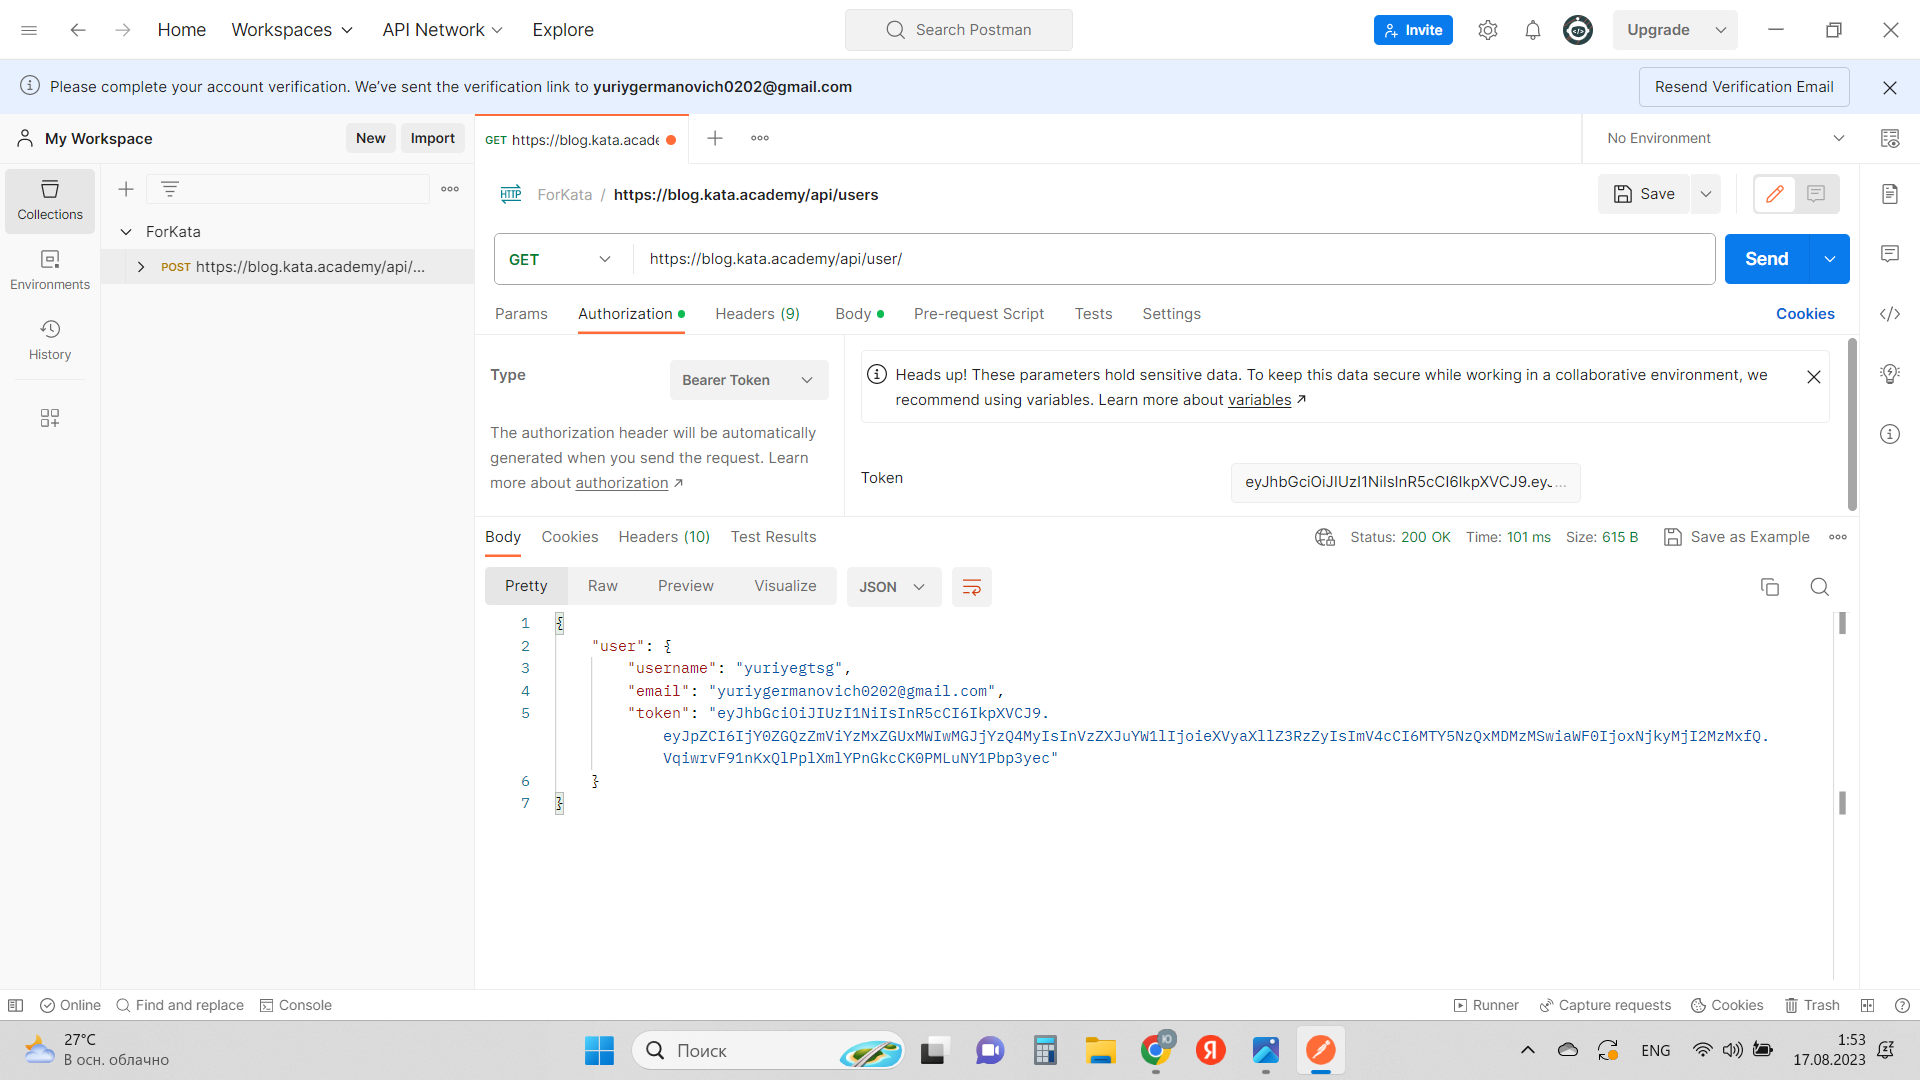 Home Workspaces API Network Explore Search Postman Invite Upgrade
Please complete your account verification. We've sent the verification link to yuriygermanovich0202@gmail.com Resend Verification Email
My Workspace New Import GET https://blog.kata.acade No Environment
Collections
Environments
History
ForKata
POST https://blog.kata.academy/api/...
HTTP ForKata / https://blog.kata.academy/api/users Save
GET https://blog.kata.academy/api/user/ Send
Params Authorization Headers (9) Body Pre-request Script Tests Settings Cookies
Type Bearer Token
The authorization header will be automatically
generated when you send the request. Learn
more about authorization ↗
Heads up! These parameters hold sensitive data. To keep this data secure while working in a collaborative environment, we
recommend using variables. Learn more about variables ↗
Token eyJhbGciOiJIUzI1NiIsInR5cCI6IkpXVCJ9.eyJ...
Body Cookies Headers (10) Test Results Status: 200 OK Time: 101 ms Size: 615 B Save as Example
Pretty Raw Preview Visualize JSON
1 {
2 "user": {
3 "username": "yuriyegtsg",
4 "email": "yuriygermanovich0202@gmail.com",
5 "token": "eyJhbGciOiJIUzI1NiIsInR5cCI6IkpXVCJ9.
eyJpZCI6IjY0ZGQzZmViYzMxZGUxMWIwMGJjYzQ4MyIsInVzZXJuYW1lIjoieXVyaXllZ3RzZyIsImV4cCI6MTY5NzQxMDMzMSwiaWF0IjoxNjkyMjI2MzMxfQ.
VqiwrvF91nKxQlPplXmlYPnGkcCK0PMLuNY1Pbp3yec"
6 }
7 }
Online Find and replace Console Runner Capture requests Cookies Trash
27°C
В осн. облачно
Поиск
Ю
Я
ENG
1:53
17.08.2023